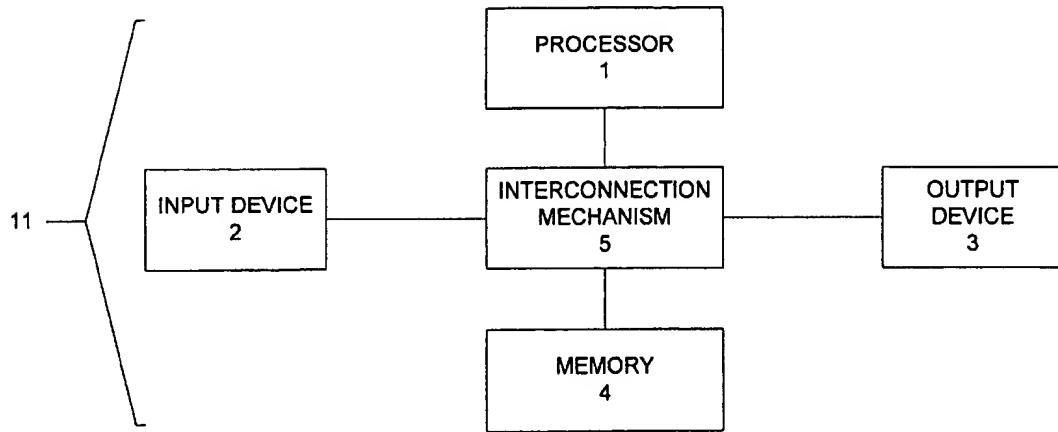 PROCESSOR
1
11
INPUT DEVICE
2
INTERCONNECTION
MECHANISM
5
OUTPUT
DEVICE
3
MEMORY
4